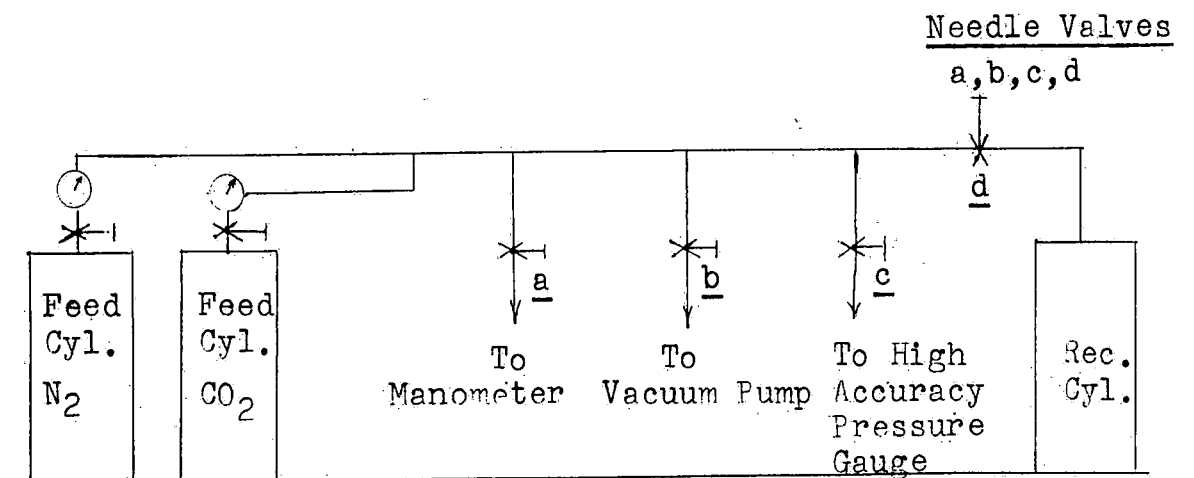 Needle Valves
a,b,c,d
d
a
b
c
Feed
Cyl.
N2
Feed
Cyl.
CO2
To
Manometer
To
Vacuum Pump
To High
Accuracy
Pressure
Gauge
Rec.
Cyl.